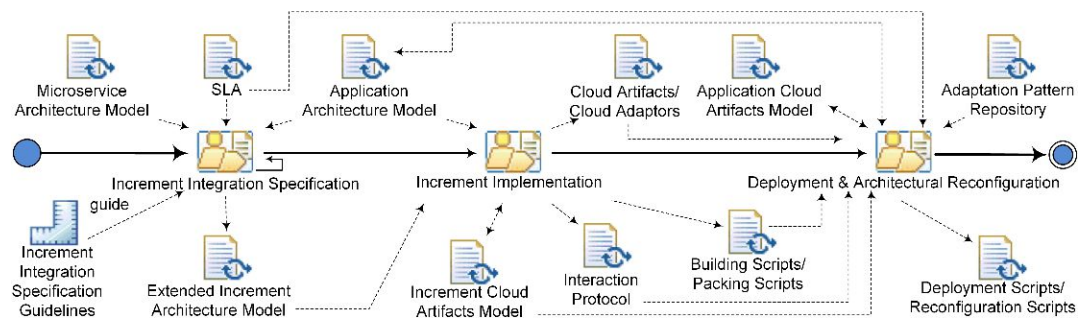 Microservice
Architecture Model
SLA
Application
Architecture Model
Cloud Artifacts/
Cloud Adaptors
Application Cloud
Artifacts Model
Adaptation Pattern
Repository
Increment Integration Specification
Increment Implementation
Deployment & Architectural Reconfiguration
guide
Increment
Integration
Specification
Guidelines
Extended Increment
Architecture Model
Increment Cloud
Artifacts Model
Interaction
Protocol
Building Scripts/
Packing Scripts
Deployment Scripts/
Reconfiguration Scripts